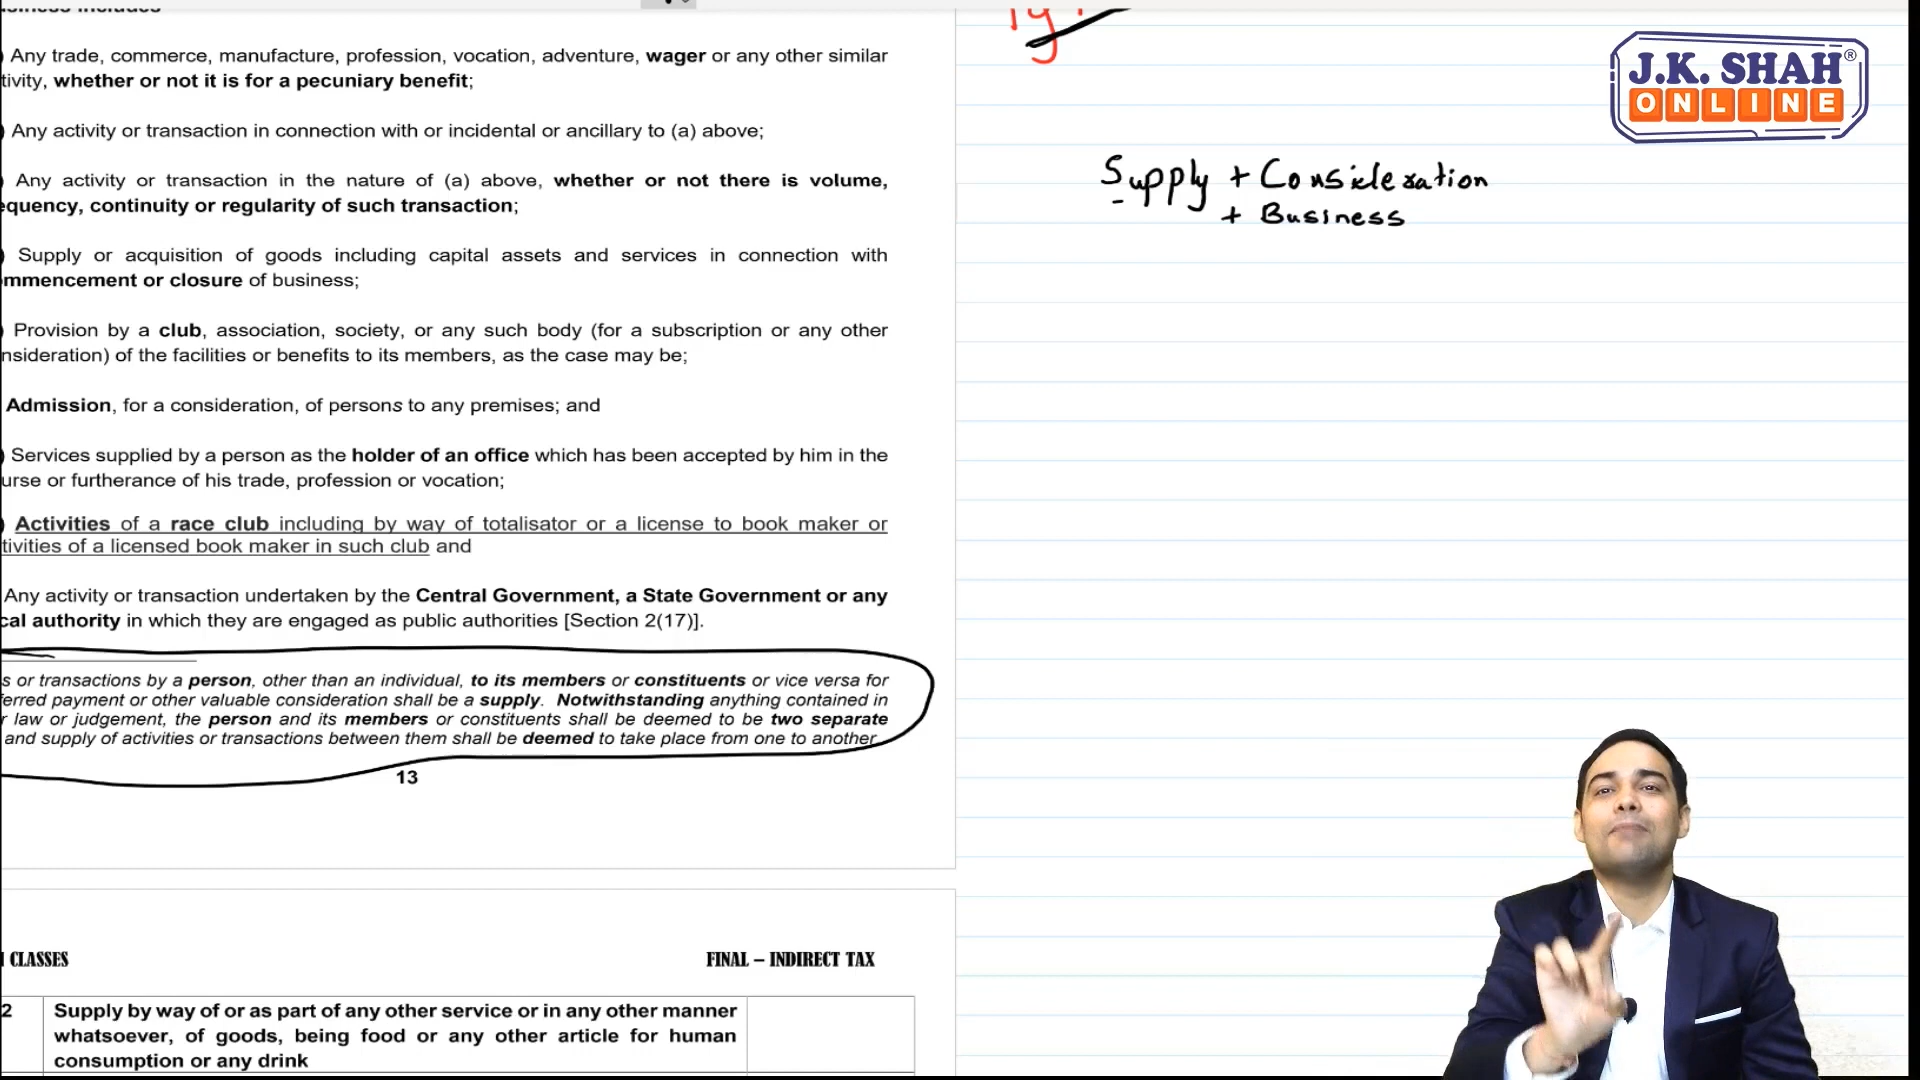 ) Any trade, commerce, manufacture, profession, vocation, adventure, wager or any other similar
tivity, whether or not it is for a pecuniary benefit;
) Any activity or transaction in connection with or incidental or ancillary to (a) above;
) Any activity or transaction in the nature of (a) above, whether or not there is volume,
equency, continuity or regularity of such transaction;
) Supply or acquisition of goods including capital assets and services in connection with
mmencement or closure of business;
) Provision by a club, association, society, or any such body (for a subscription or any other
nsideration) of the facilities or benefits to its members, as the case may be;
Admission, for a consideration, of persons to any premises; and
) Services supplied by a person as the holder of an office which has been accepted by him in the
urse or furtherance of his trade, profession or vocation;
) Activities of a race club including by way of totalisator or a license to book maker or
tivities of a licensed book maker in such club and
Any activity or transaction undertaken by the Central Government, a State Government or any
cal authority in which they are engaged as public authorities [Section 2(17)].
s or transactions by a person, other than an individual, to its members or constituents or vice versa for
ferred payment or other valuable consideration shall be a supply. Notwithstanding anything contained in
r law or judgement, the person and its members or constituents shall be deemed to be two separate
and supply of activities or transactions between them shall be deemed to take place from one to another
13
CLASSES
FINAL – INDIRECT TAX
2
Supply by way of or as part of any other service or in any other manner
whatsoever, of goods, being food or any other article for human
consumption or any drink
Supply + Consideration
+ Business
J.K. SHAH®
ONLINE